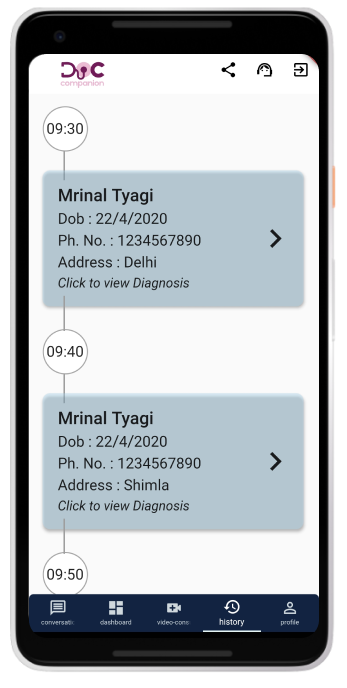 DOC
companion
09:30
Mrinal Tyagi
Dob : 22/4/2020
Ph. No. : 1234567890
Address : Delhi
Click to view Diagnosis
09:40
Mrinal Tyagi
Dob : 22/4/2020
Ph. No. : 1234567890
Address : Shimla
Click to view Diagnosis
09:50
conversatic dashboard video-cons history profile